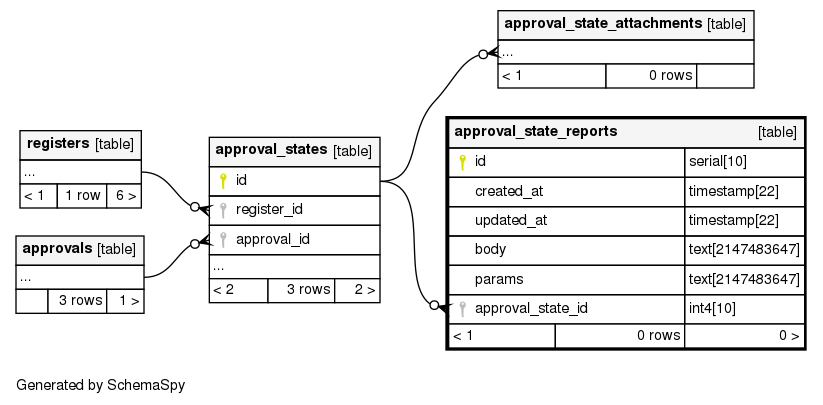 approval_state_attachments [table]
...
< 1 0 rows
approval_state_reports [table]
id serial[10]
created_at timestamp[22]
updated_at timestamp[22]
body text[2147483647]
params text[2147483647]
approval_state_id int4[10]
< 1 0 rows 0 >
registers [table]
...
< 1 1 row 6 >
approvals [table]
...
3 rows 1 >
approval_states [table]
id
register_id
approval_id
...
< 2 3 rows 2 >
Generated by SchemaSpy